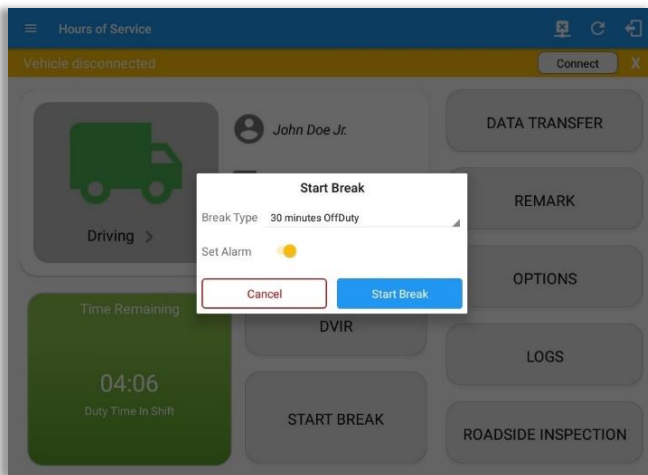 Hours of Service
Vehicle disconnected
Connect
X
John Doe Jr.
Driving >
DATA TRANSFER
REMARK
OPTIONS
LOGS
ROADSIDE INSPECTION
Start Break
Break Type 30 minutes OffDuty
Set Alarm
Cancel Start Break
Time Remaining
04:06
Duty Time In Shift
DVIR
START BREAK